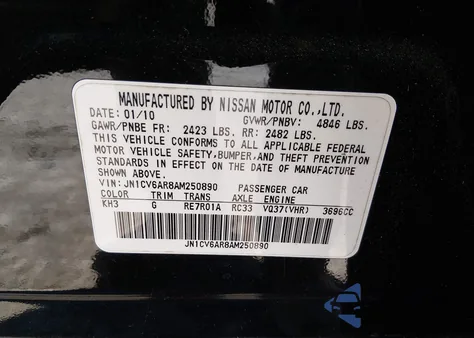 MANUFACTURED BY NISSAN MOTOR CO.,LTD.
DATE: 01/10 GVWR/PNBV: 4846 LBS.
GAWR/PNBE FR: 2423 LBS. RR: 2482 LBS.
THIS VEHICLE CONFORMS TO ALL APPLICABLE FEDERAL
MOTOR VEHICLE SAFETY, BUMPER, AND THEFT PREVENTION
STANDARDS IN EFFECT ON THE DATE OF MANUFACTURE
SHOWN ABOVE.
VIN: JN1CV6AR8AM250890 PASSENGER CAR
COLOR TRIM TRANS AXLE ENGINE
KH3 G RE7R01A RC33 VQ37(VHR) 3696CC
JN1CV6AR8AM250890